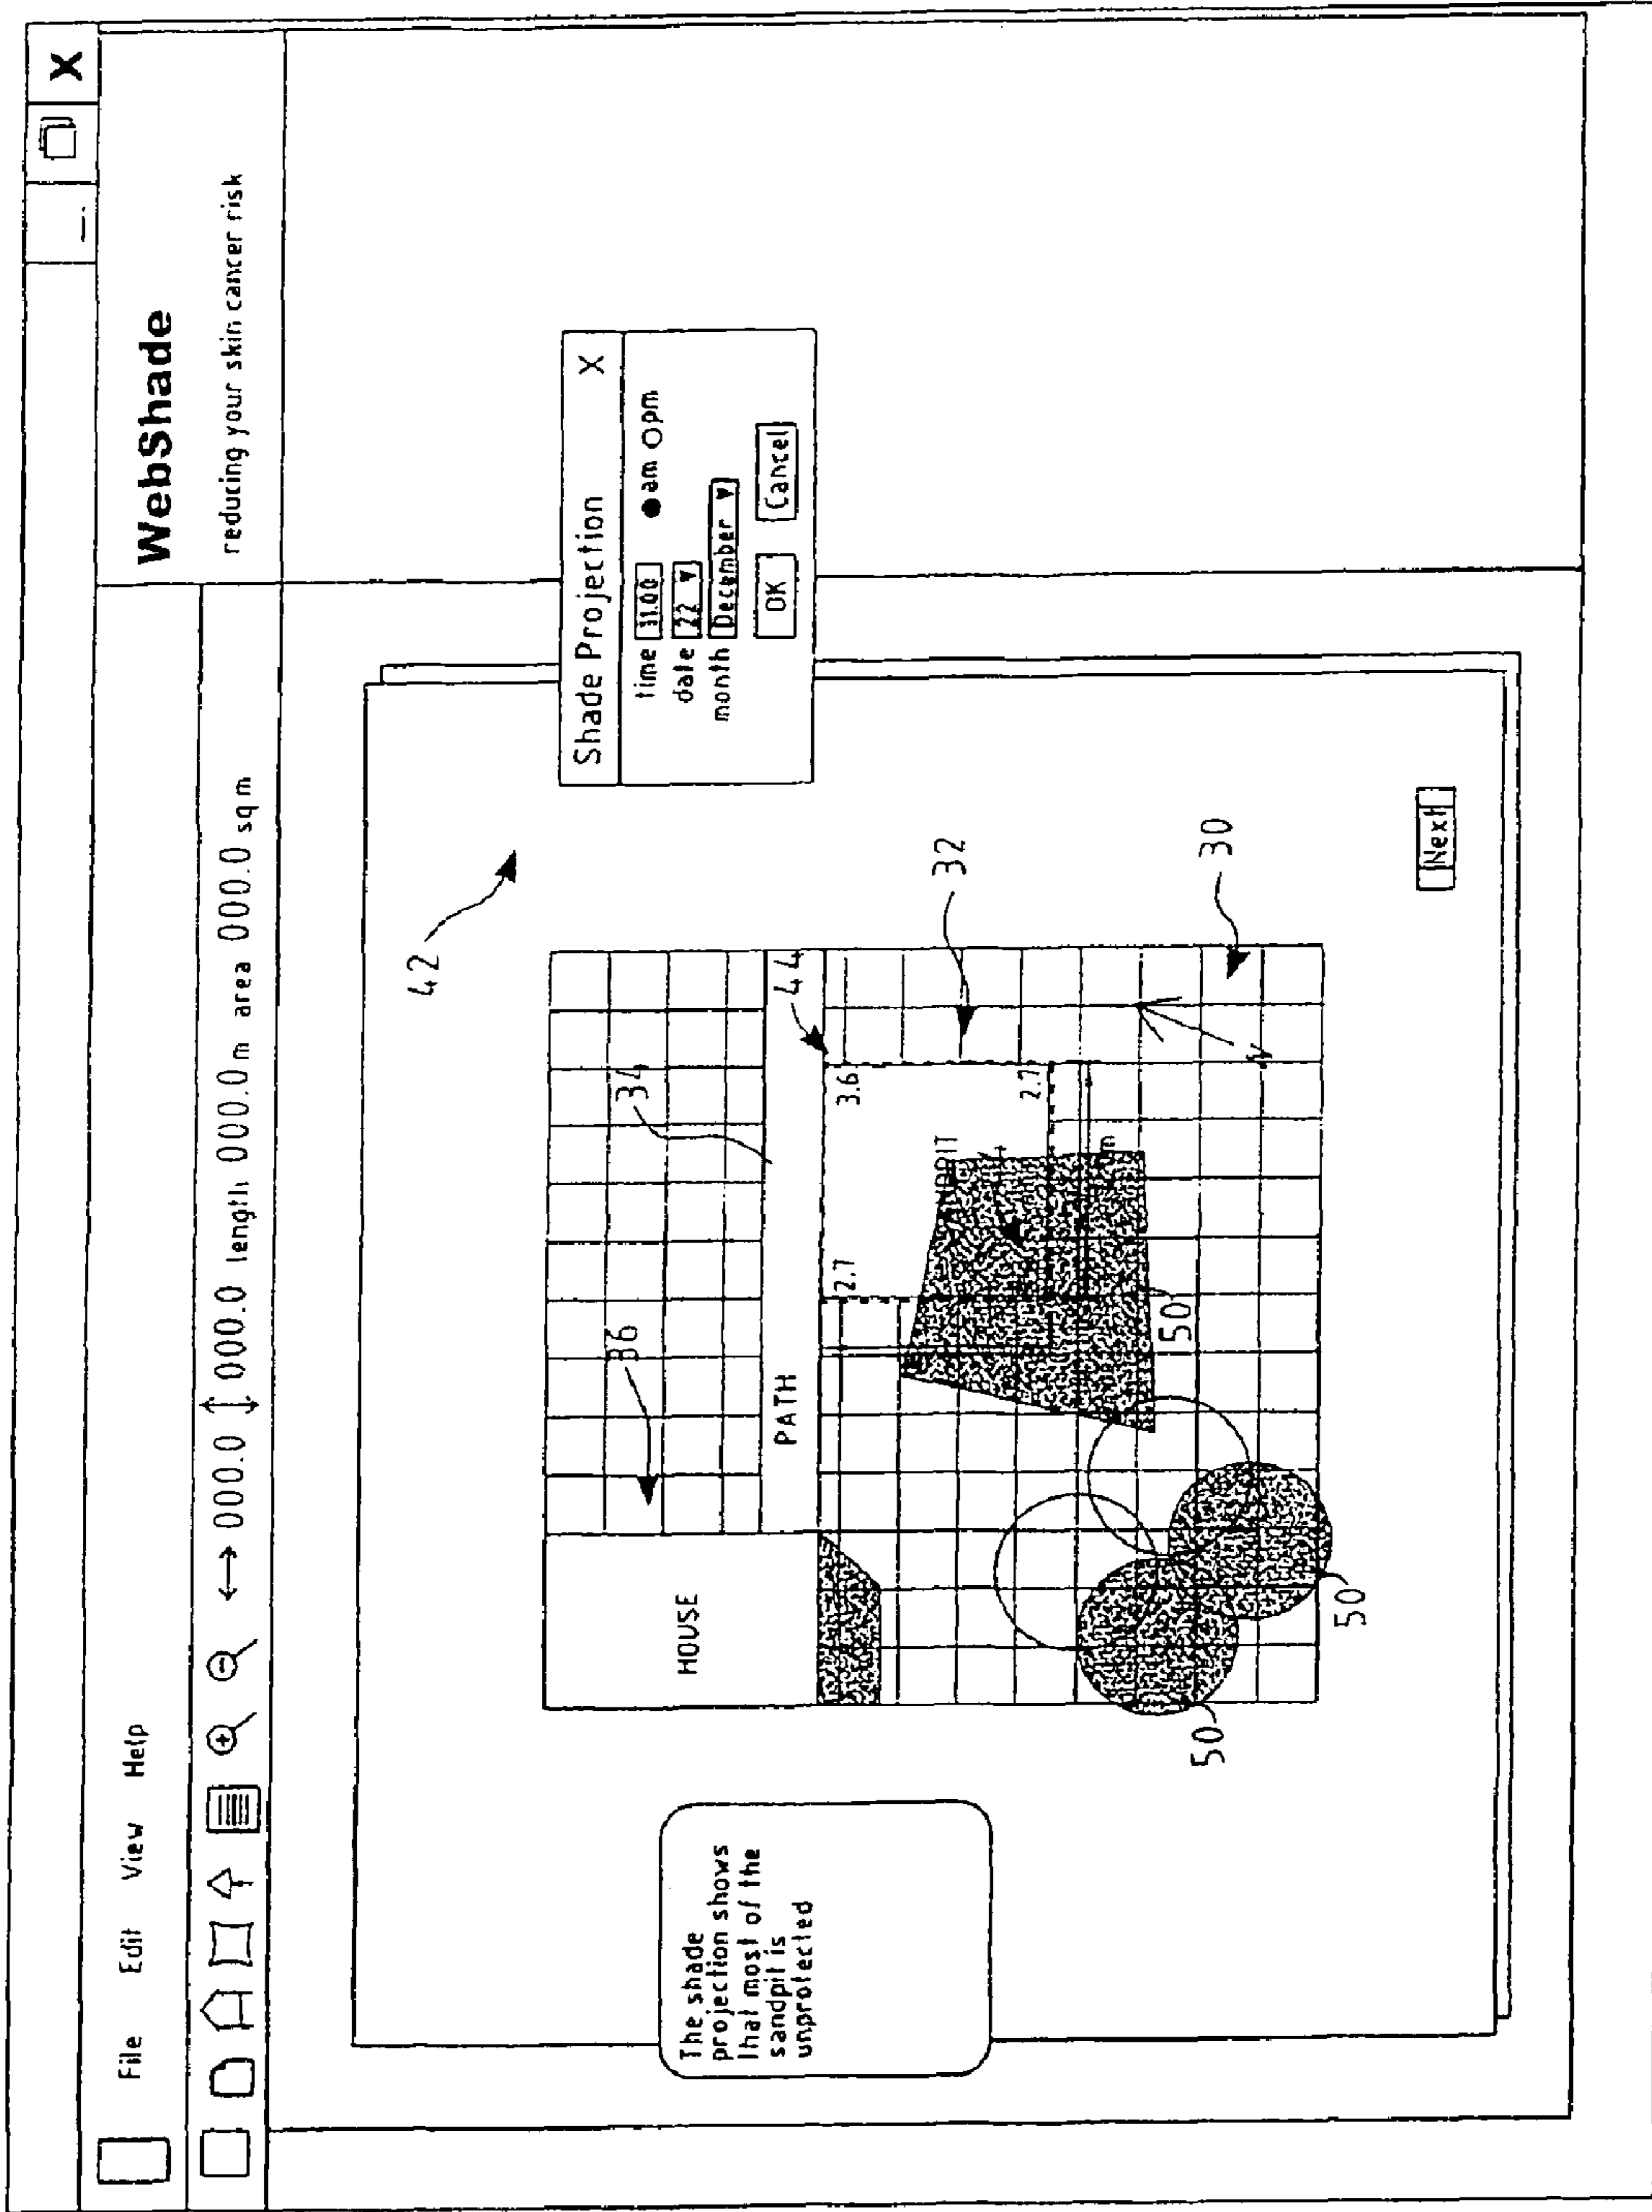 X
WebShade
File Edit View Help
reducing your skin cancer risk
000.0 000.0 length 000.0 m area 000.0 sq m
42
Shade Projection X
time 11.00 am pm
date 22
month December
OK Cancel
The shade
projection shows
that most of the
sandpit is
unprotected
HOUSE
36
34
PATH
44
2.7
3.6
32
2.7
m
50
50
50
30
Next